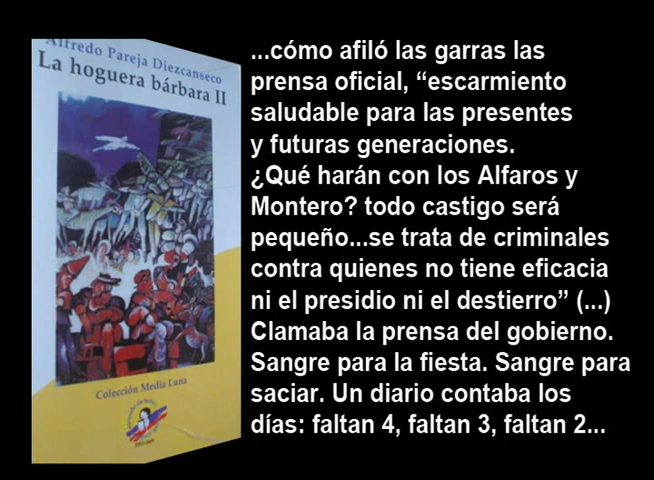 Alfredo Pareja Diezcanseco
La hoguera bárbara II
Colección Media Luna
...cómo afiló las garras las
prensa oficial, “escarmiento
saludable para las presentes
y futuras generaciones.
¿Qué harán con los Alfaros y
Montero? todo castigo será
pequeño...se trata de criminales
contra quienes no tiene eficacia
ni el presidio ni el destierro” (...)
Clamaba la prensa del gobierno.
Sangre para la fiesta. Sangre para
saciar. Un diario contaba los
días: faltan 4, faltan 3, faltan 2...